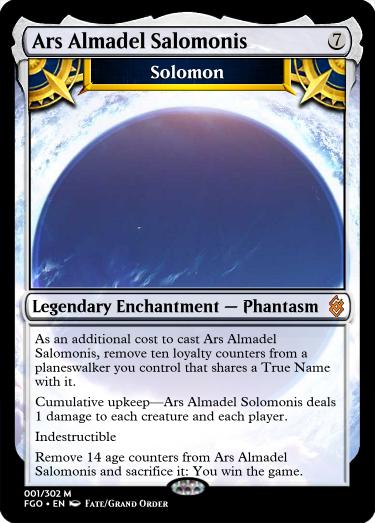 Ars Almadel Salomonis 7
Solomon
Legendary Enchantment — Phantasm
As an additional cost to cast Ars Almadel
Salomonis, remove ten loyalty counters from a
planeswalker you control that shares a True Name
with it.
Cumulative upkeep—Ars Almadel Solomonis deals
1 damage to each creature and each player.
Indestructible
Remove 14 age counters from Ars Almadel
Salomonis and sacrifice it: You win the game.
001/302 M
FGO • EN Fate/Grand Order